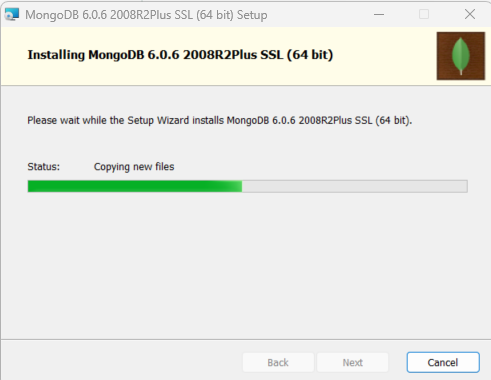 MongoDB 6.0.6 2008R2Plus SSL (64 bit) Setup
Installing MongoDB 6.0.6 2008R2Plus SSL (64 bit)
Please wait while the Setup Wizard installs MongoDB 6.0.6 2008R2Plus SSL (64 bit).
Status: Copying new files
Back Next Cancel